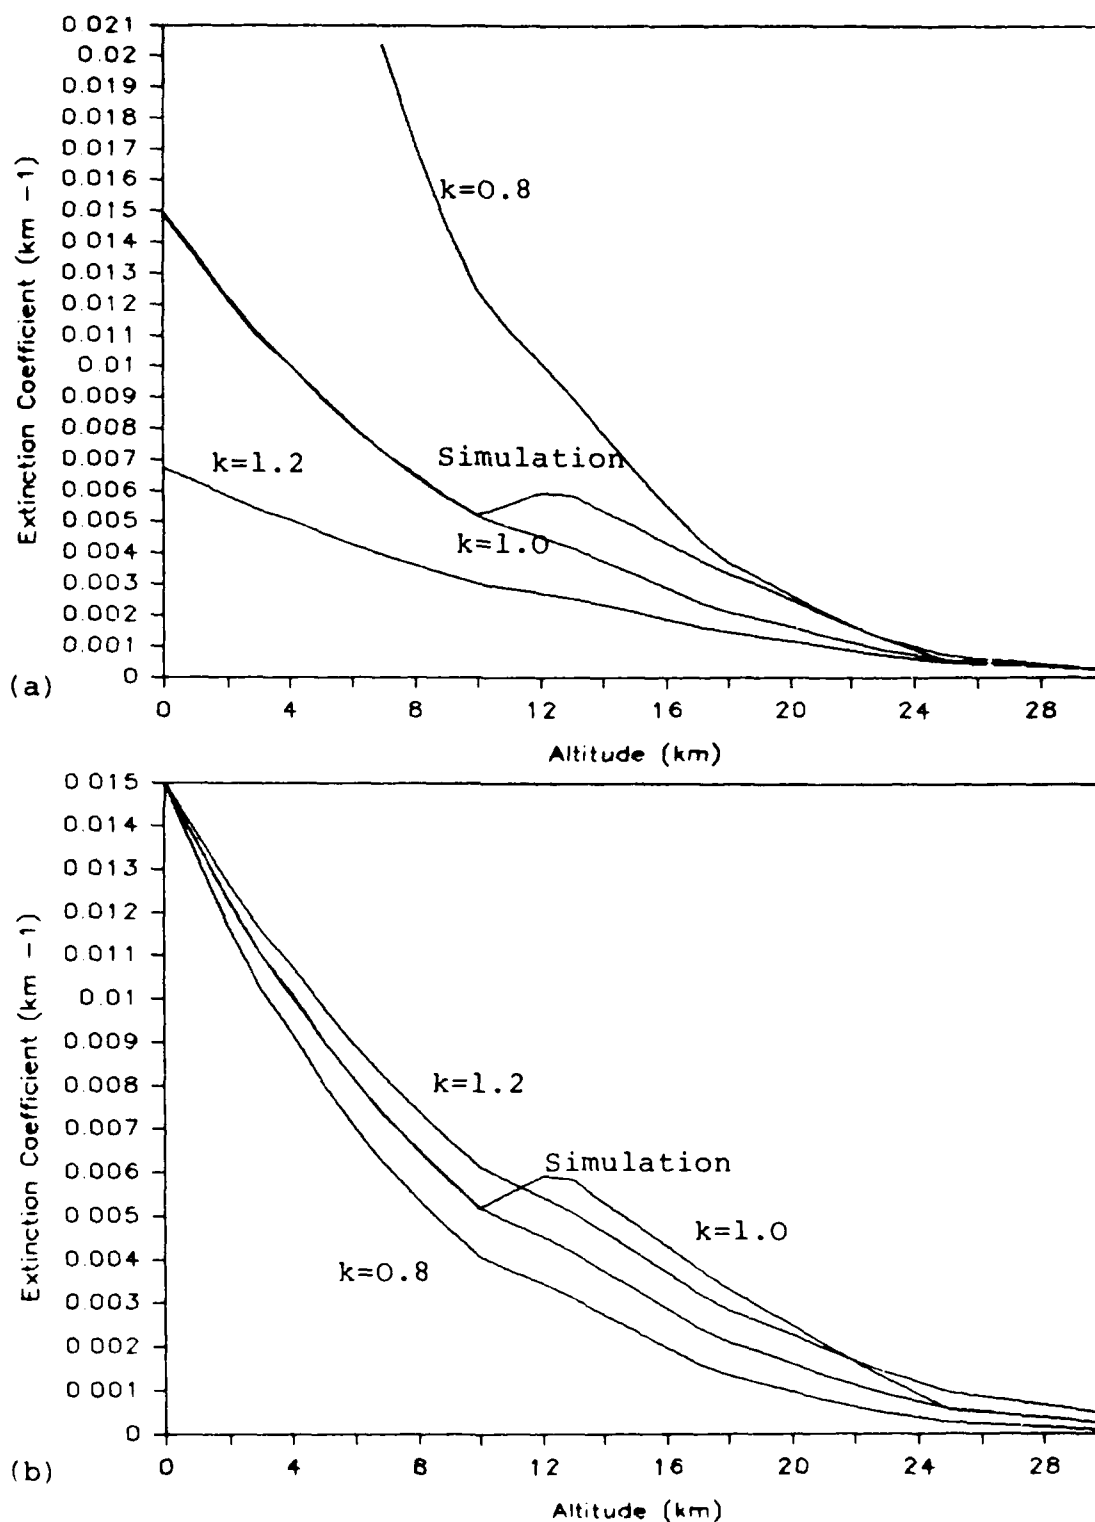 0.021
0.02
0.019
0.018
0.017
0.016
0.015
0.014
0.013
0.012
0.011
0.01
0.009
0.008
0.007
0.006
0.005
0.004
0.003
0.002
0.001
0
Extinction Coefficient (km -1)
k=0.8
Simulation
k=1.2
k=1.0
(a)
0 4 8 12 16 20 24 28
Altitude (km)
0.015
0.014
0.013
0.012
0.011
0.01
0.009
0.008
0.007
0.006
0.005
0.004
0.003
0.002
0.001
0
Extinction Coefficient (km -1)
k=1.2
Simulation
k=1.0
k=0.8
(b)
0 4 8 12 16 20 24 28
Altitude (km)